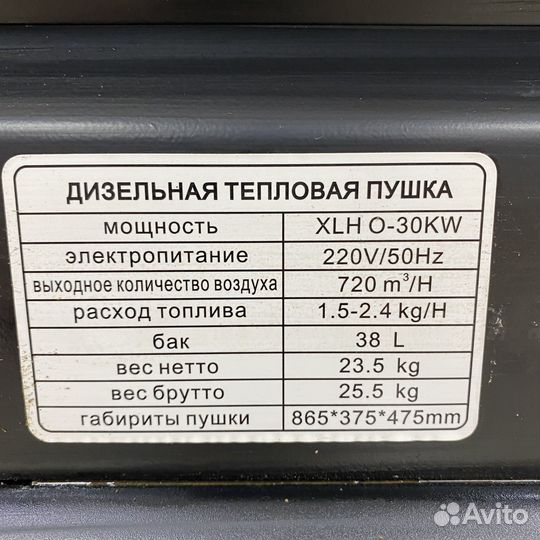 ДИЗЕЛЬНАЯ ТЕПЛОВАЯ ПУШКА
мощность XLH O-30KW
электропитание 220V/50Hz
выходное количество воздуха 720 m³/H
расход топлива 1.5-2.4 kg/H
бак 38 L
вес нетто 23.5 kg
вес брутто 25.5 kg
габириты пушки 865*375*475mm
Avito